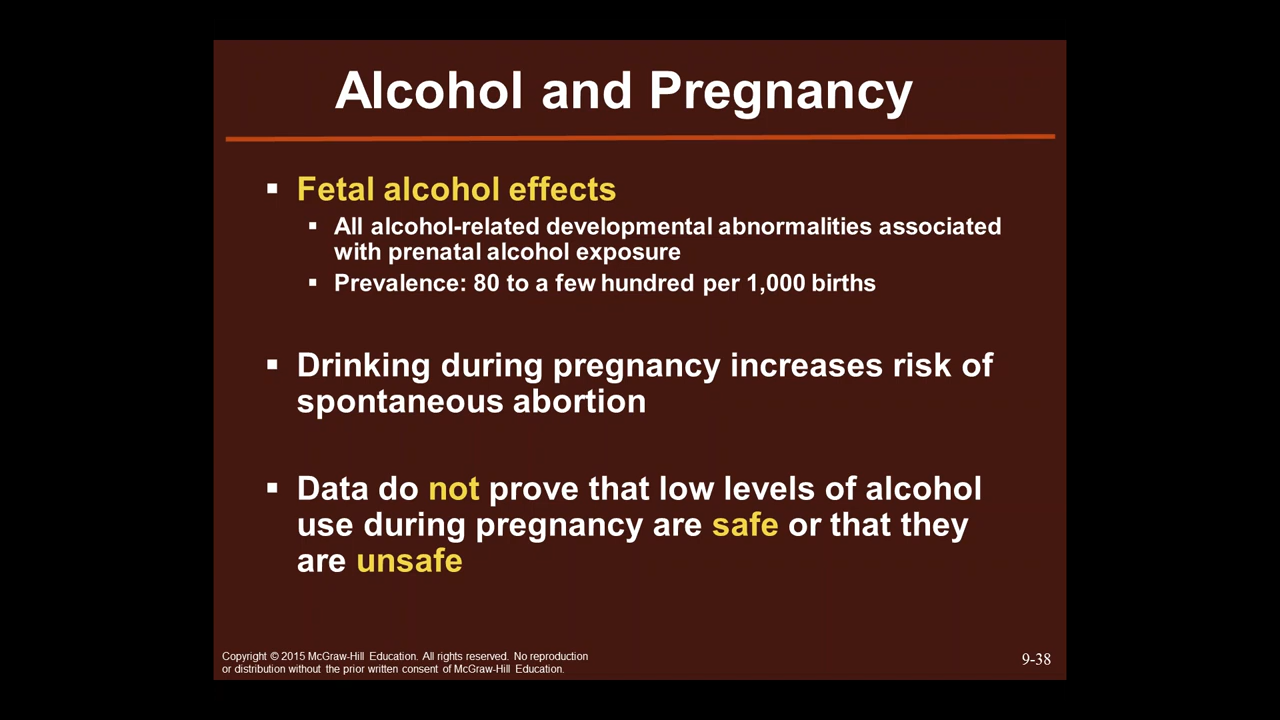 Alcohol and Pregnancy
▪ Fetal alcohol effects
▪ All alcohol-related developmental abnormalities associated
with prenatal alcohol exposure
▪ Prevalence: 80 to a few hundred per 1,000 births
▪ Drinking during pregnancy increases risk of
spontaneous abortion
▪ Data do not prove that low levels of alcohol
use during pregnancy are safe or that they
are unsafe
Copyright © 2015 McGraw-Hill Education. All rights reserved. No reproduction
or distribution without the prior written consent of McGraw-Hill Education.
9-38